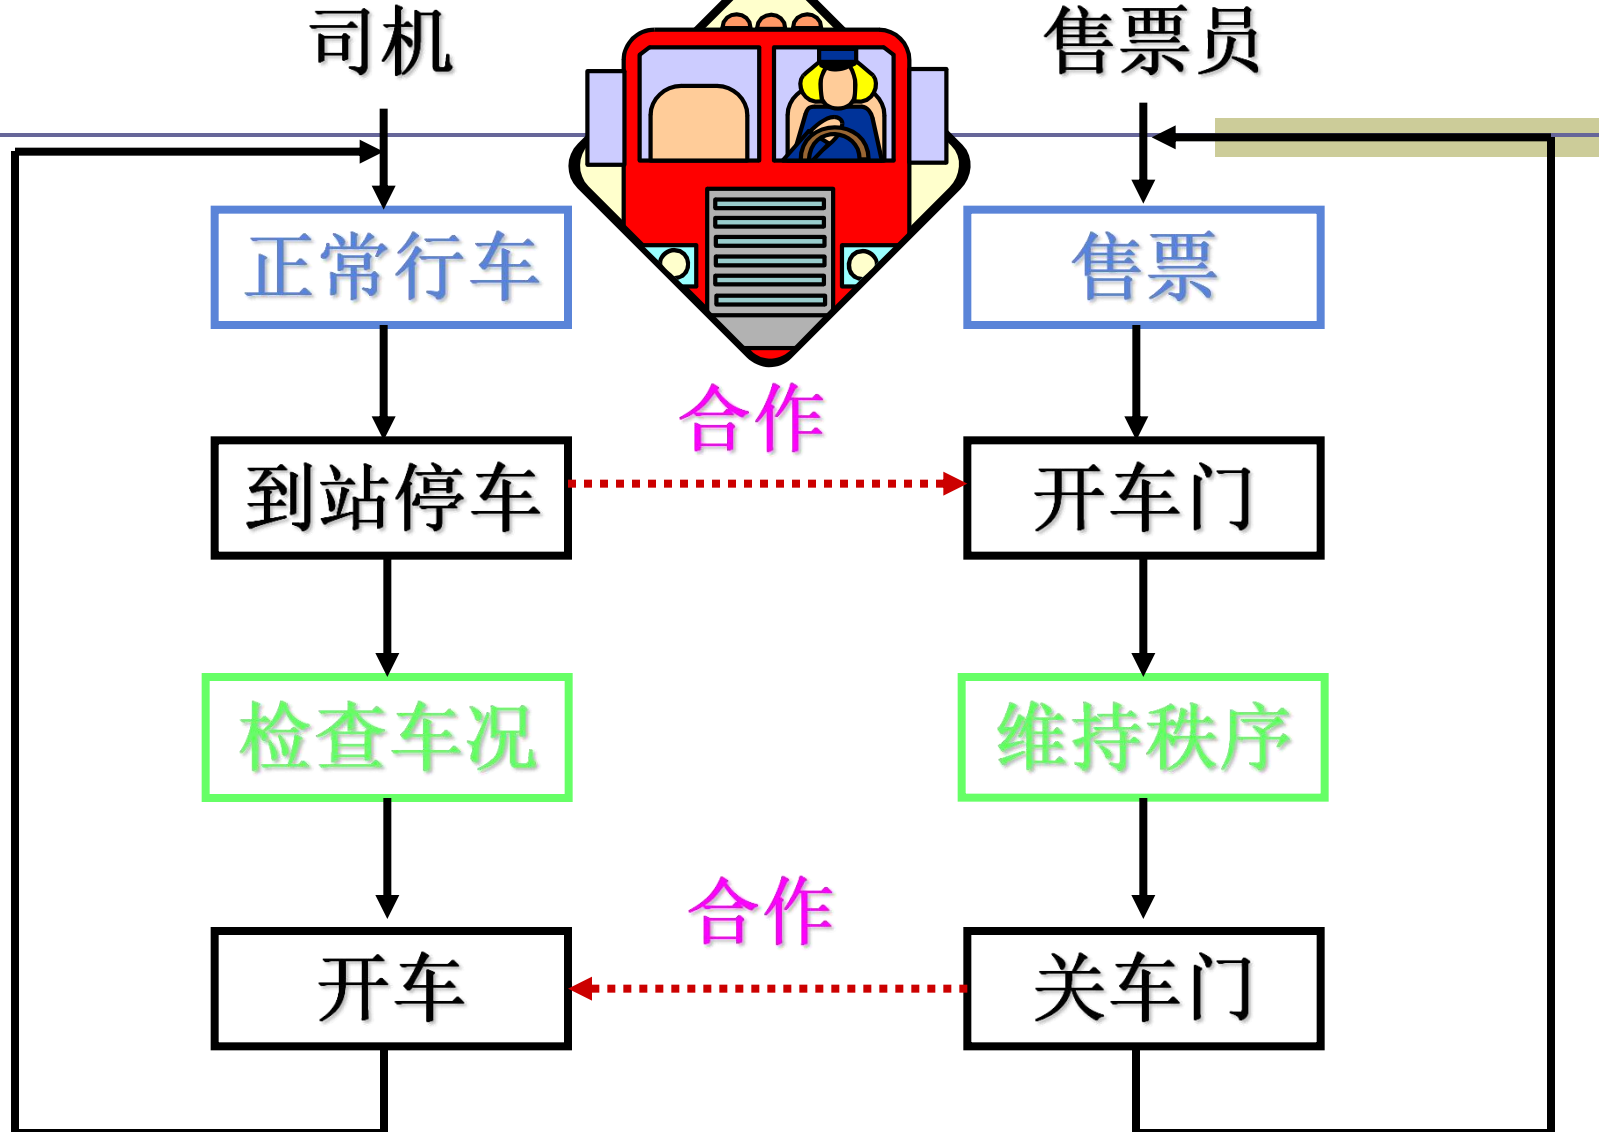 司机
售票员
正常行车
售票
合作
到站停车
开车门
检查车况
维持秩序
合作
开车
关车门